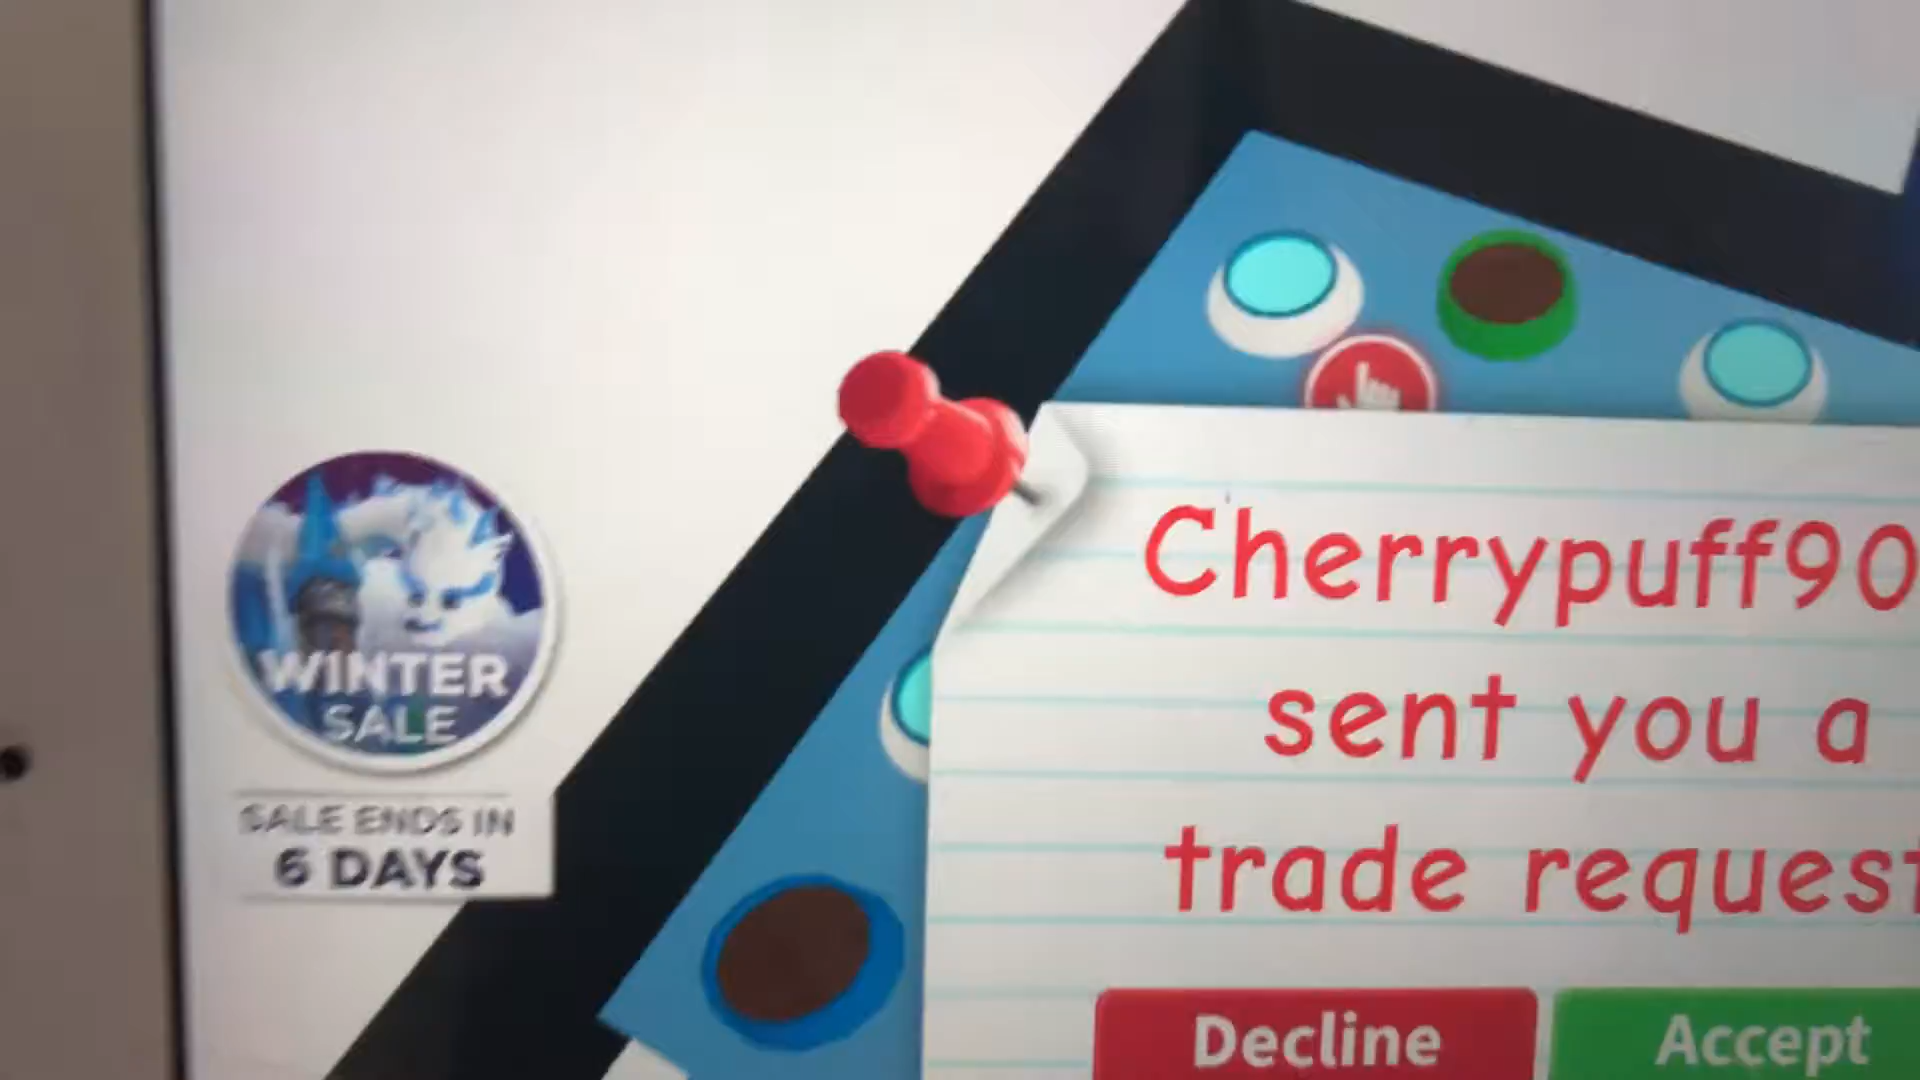 WINTER
SALE
SALE ENDS IN
6 DAYS
Cherrypuff90
sent you a
trade request
Decline
Accept